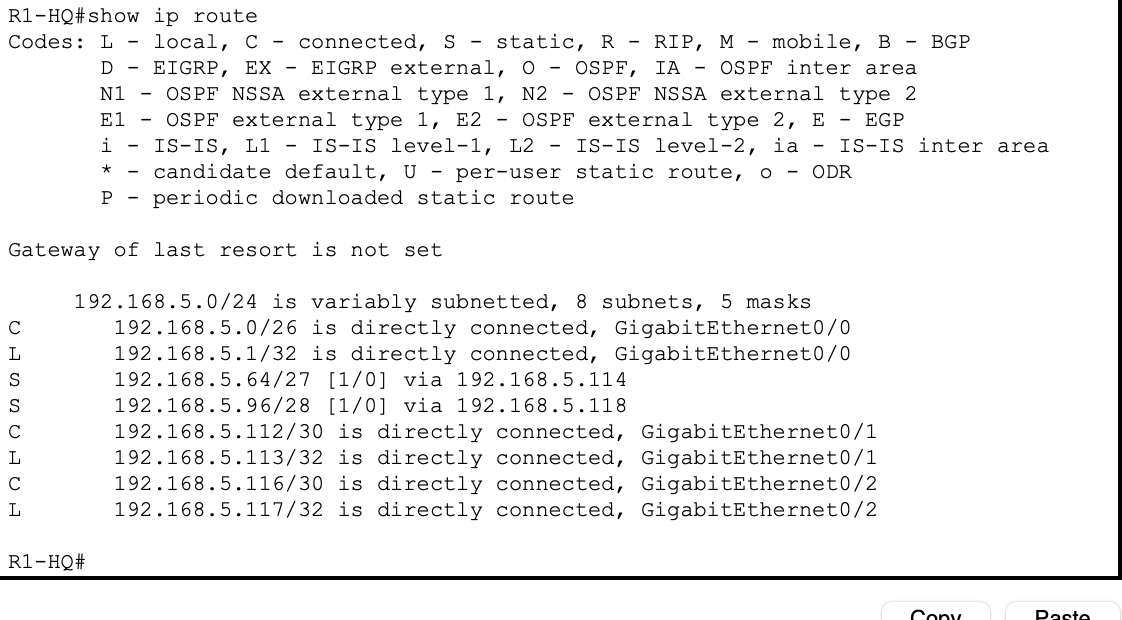 R1-HQ#show ip route
Codes: L - local, C - connected, S - static, R - RIP, M - mobile, B - BGP
       D - EIGRP, EX - EIGRP external, O - OSPF, IA - OSPF inter area
       N1 - OSPF NSSA external type 1, N2 - OSPF NSSA external type 2
       E1 - OSPF external type 1, E2 - OSPF external type 2, E - EGP
       i - IS-IS, L1 - IS-IS level-1, L2 - IS-IS level-2, ia - IS-IS inter area
       * - candidate default, U - per-user static route, o - ODR
       P - periodic downloaded static route

Gateway of last resort is not set

     192.168.5.0/24 is variably subnetted, 8 subnets, 5 masks
C       192.168.5.0/26 is directly connected, GigabitEthernet0/0
L       192.168.5.1/32 is directly connected, GigabitEthernet0/0
S       192.168.5.64/27 [1/0] via 192.168.5.114
S       192.168.5.96/28 [1/0] via 192.168.5.118
C       192.168.5.112/30 is directly connected, GigabitEthernet0/1
L       192.168.5.113/32 is directly connected, GigabitEthernet0/1
C       192.168.5.116/30 is directly connected, GigabitEthernet0/2
L       192.168.5.117/32 is directly connected, GigabitEthernet0/2

R1-HQ#
Copy Paste